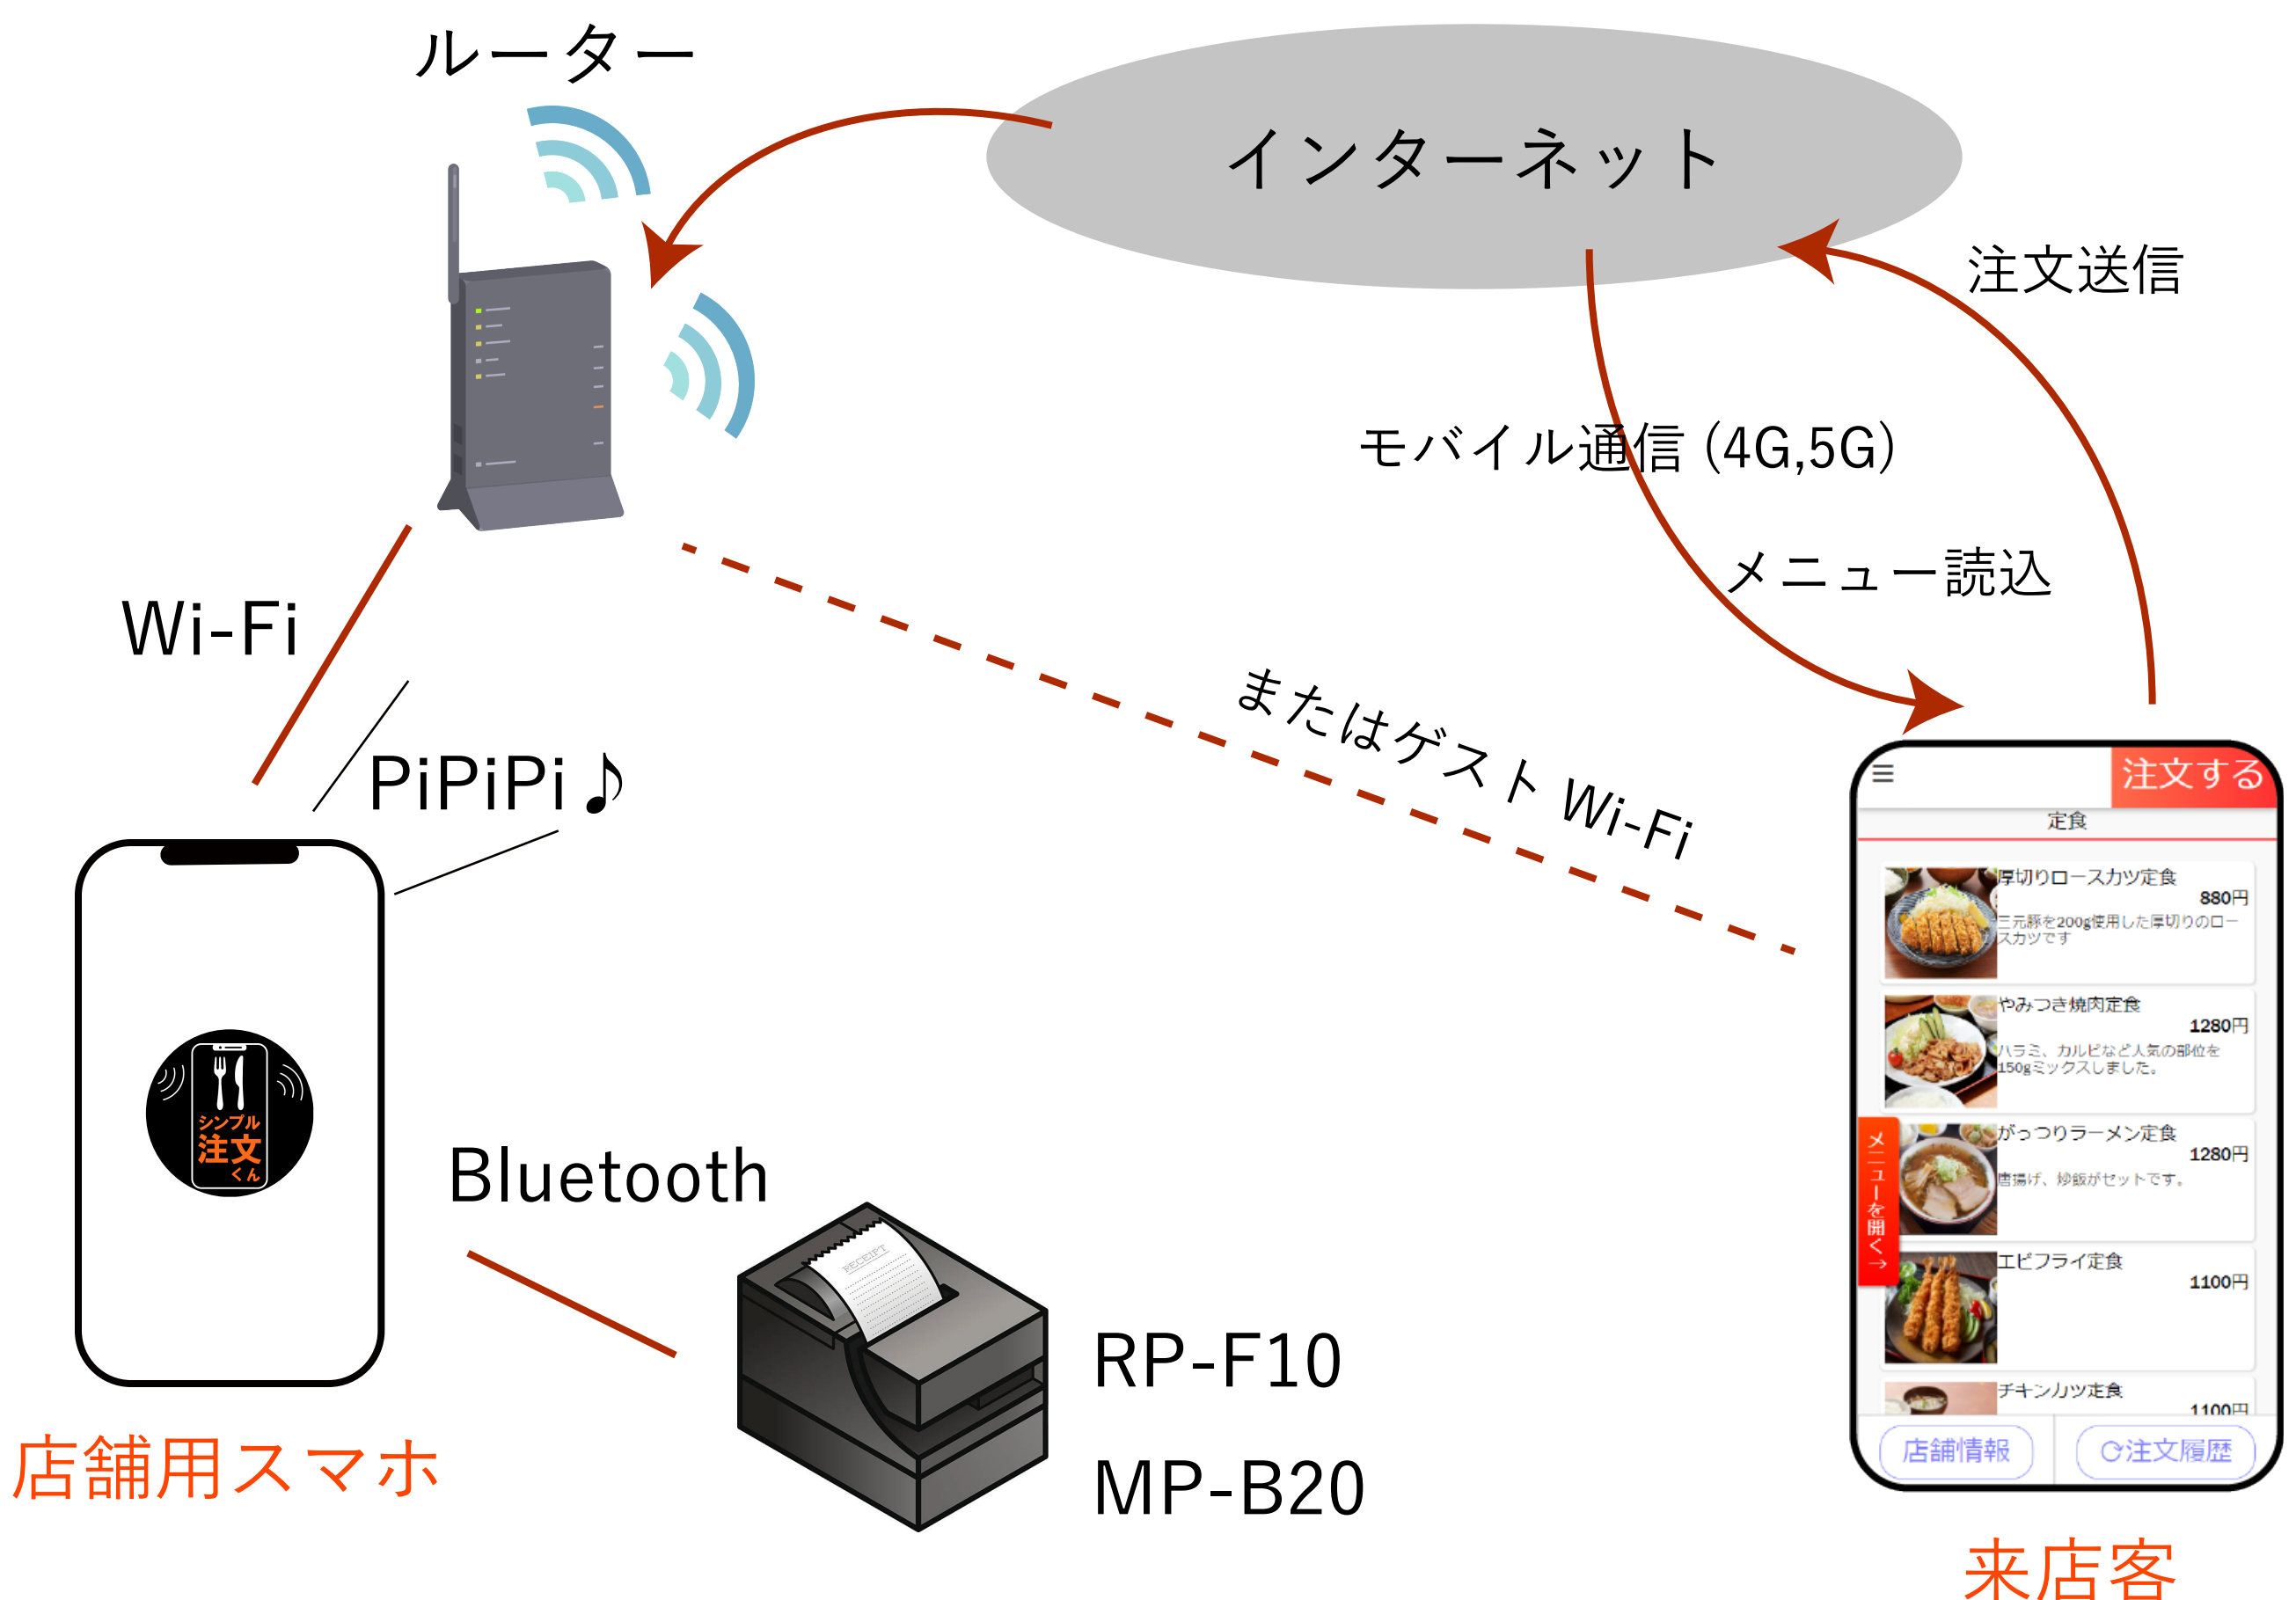 ルーター
インターネット
注文送信
モバイル通信 (4G,5G)
メニュー読込
Wi-Fi
またはゲスト Wi-Fi
PiPiPi♪
シンプル
注文
くん
店舗用スマホ
Bluetooth
RECEIPT
RP-F10
MP-B20
注文する
定食
厚切りロースカツ定食
880円
三元豚を200g使用した厚切りのロー
スカツです
やみつき焼肉定食
1280円
ハラミ、カルビなど人気の部位を
150gミックスしました。
がっつりラーメン定食
1280円
唐揚げ、炒飯がセットです。
メニューを開く→
エビフライ定食
1100円
チキンカツ定食
1100円
店舗情報
注文履歴
来店客